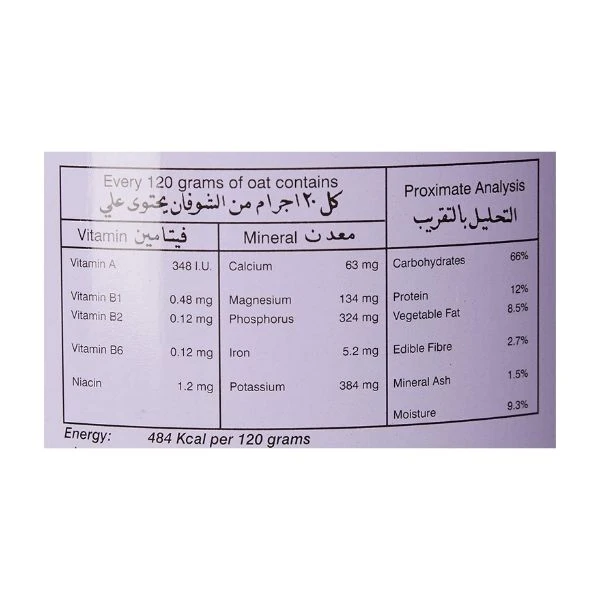 Every 120 grams of oat contains
كل ١٢٠ جرام من الشوفان يحتوى علي
Vitamin فيتامين
Mineral معدن
Vitamin A 348 I.U.
Vitamin B1 0.48 mg
Vitamin B2 0.12 mg
Vitamin B6 0.12 mg
Niacin 1.2 mg
Calcium 63 mg
Magnesium 134 mg
Phosphorus 324 mg
Iron 5.2 mg
Potassium 384 mg
Proximate Analysis
التحليل بالتقريب
Carbohydrates 66%
Protein 12%
Vegetable Fat 8.5%
Edible Fibre 2.7%
Mineral Ash 1.5%
Moisture 9.3%
Energy: 484 Kcal per 120 grams